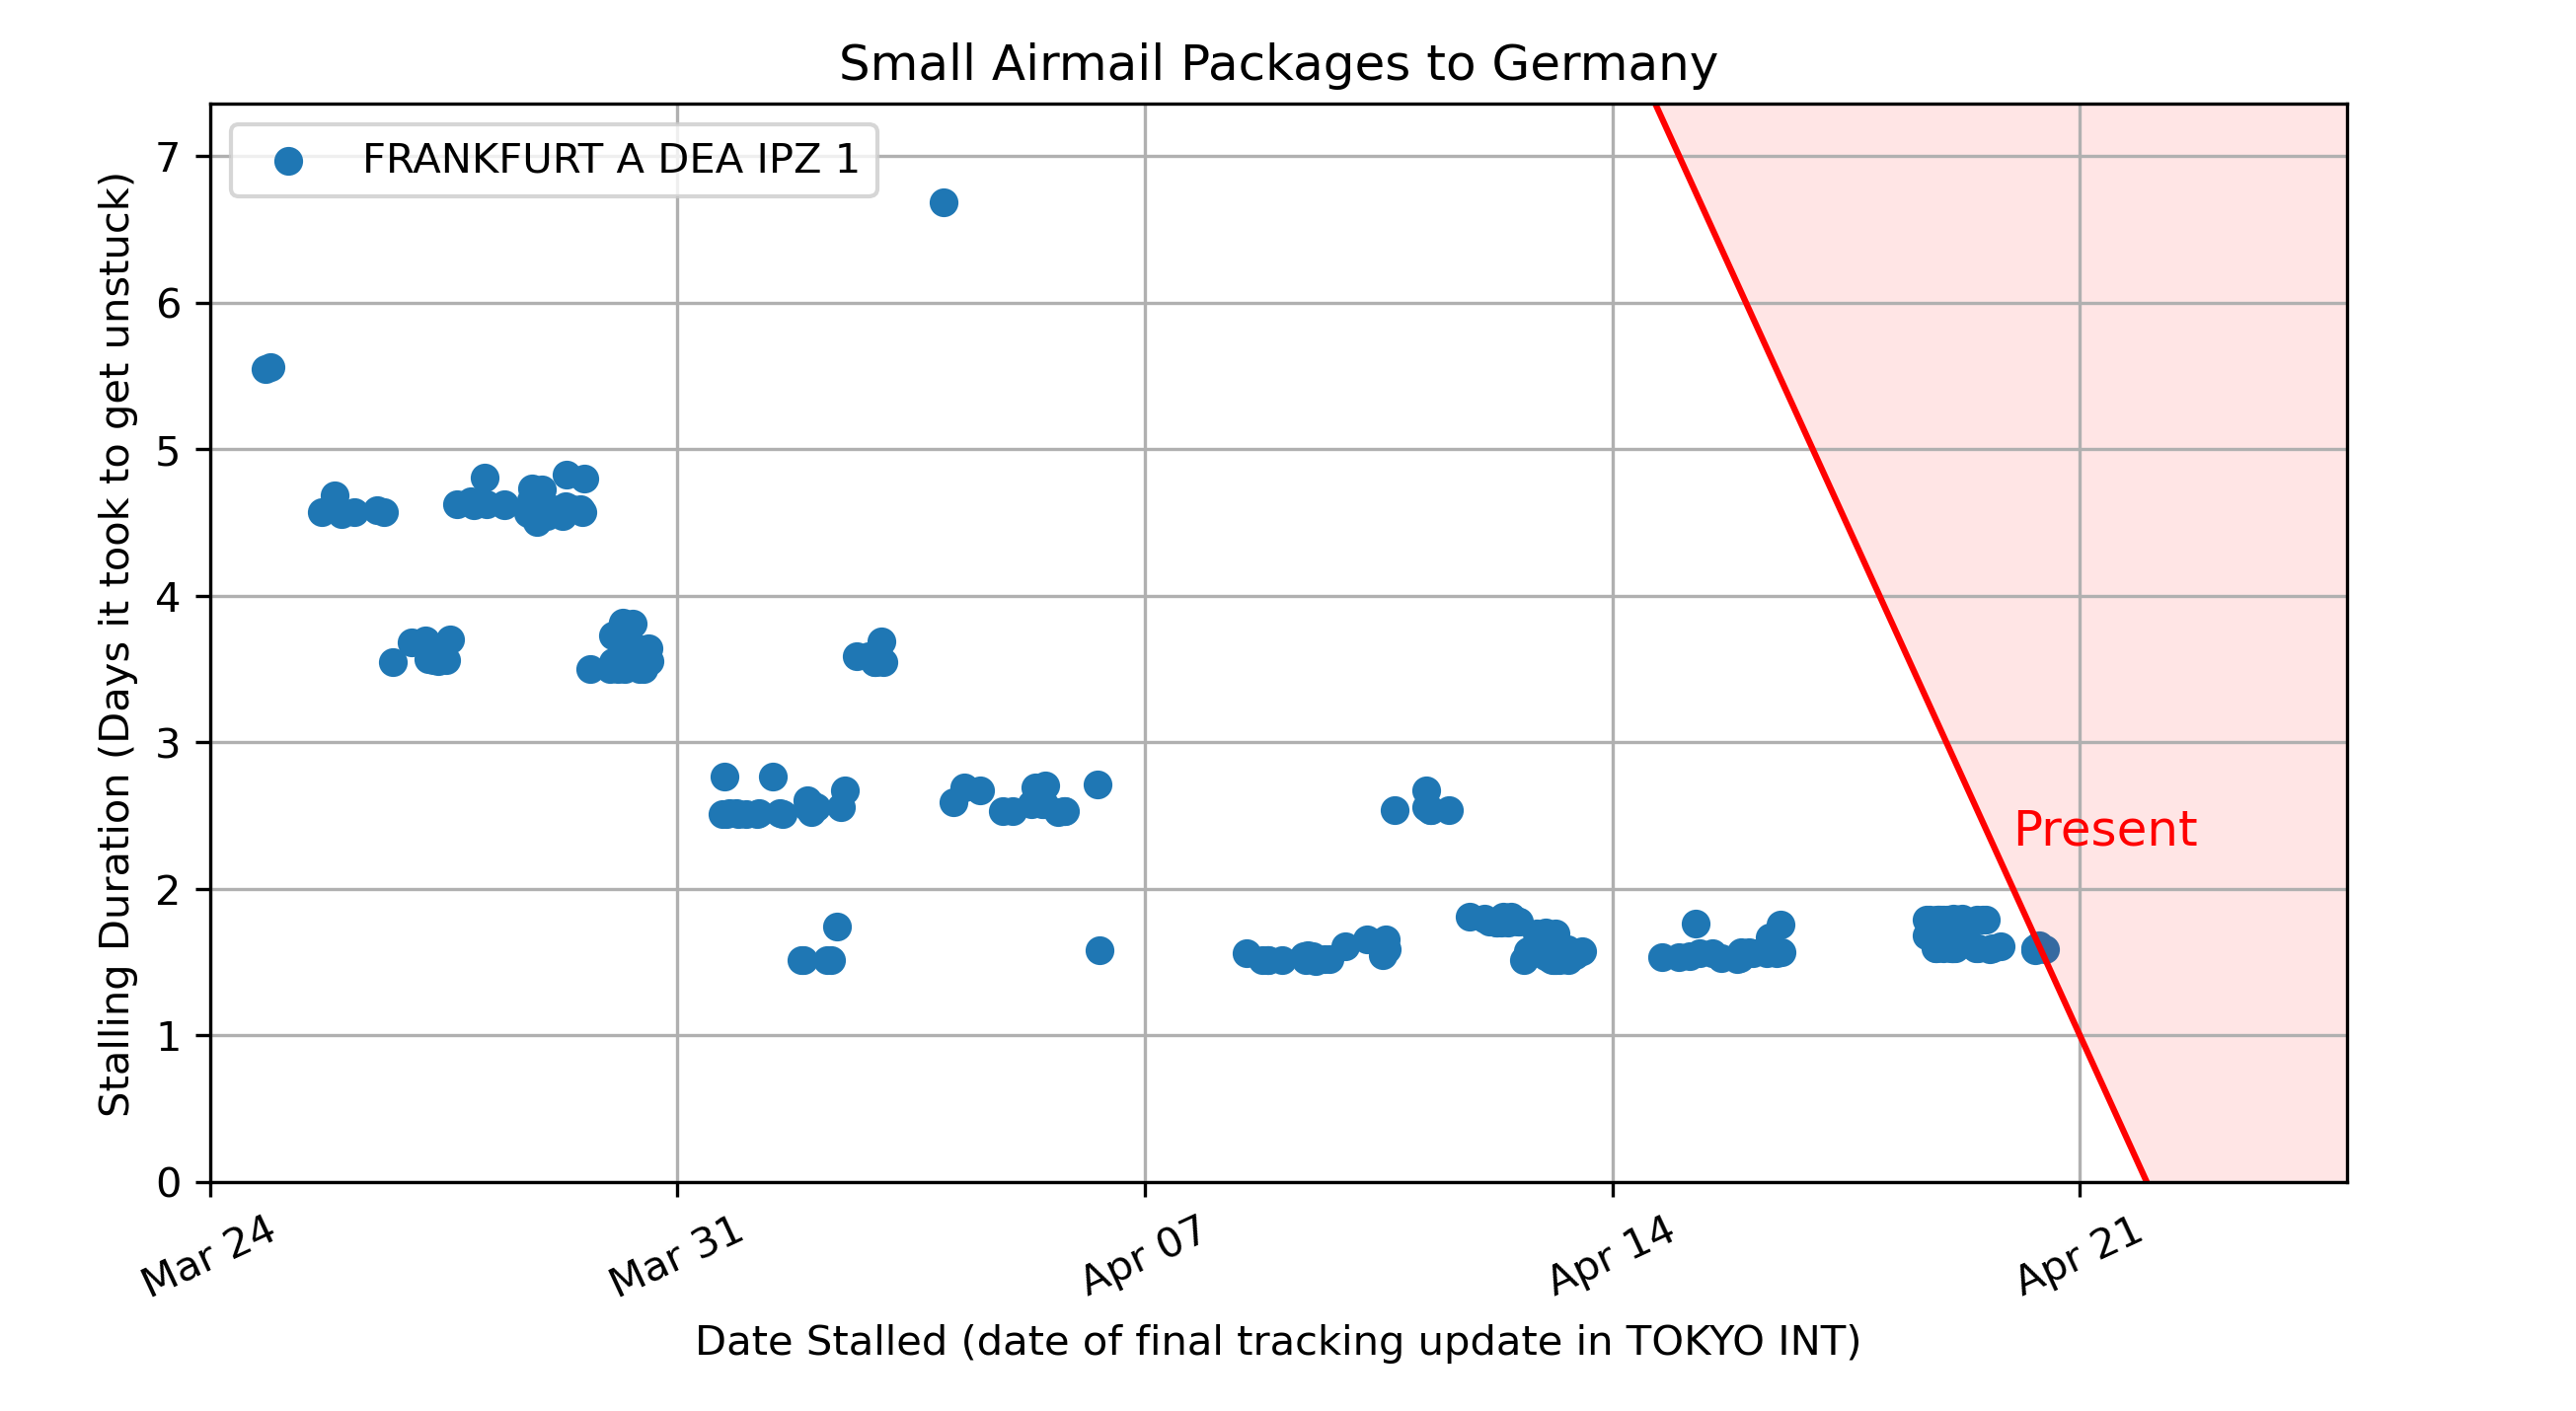 Small Airmail Packages to Germany
FRANKFURT A DEA IPZ 1
7
6
5
4
3
2
1
0
Stalling Duration (Days it took to get unstuck)
Present
Mar 24
Mar 31
Apr 07
Apr 14
Apr 21
Date Stalled (date of final tracking update in TOKYO INT)